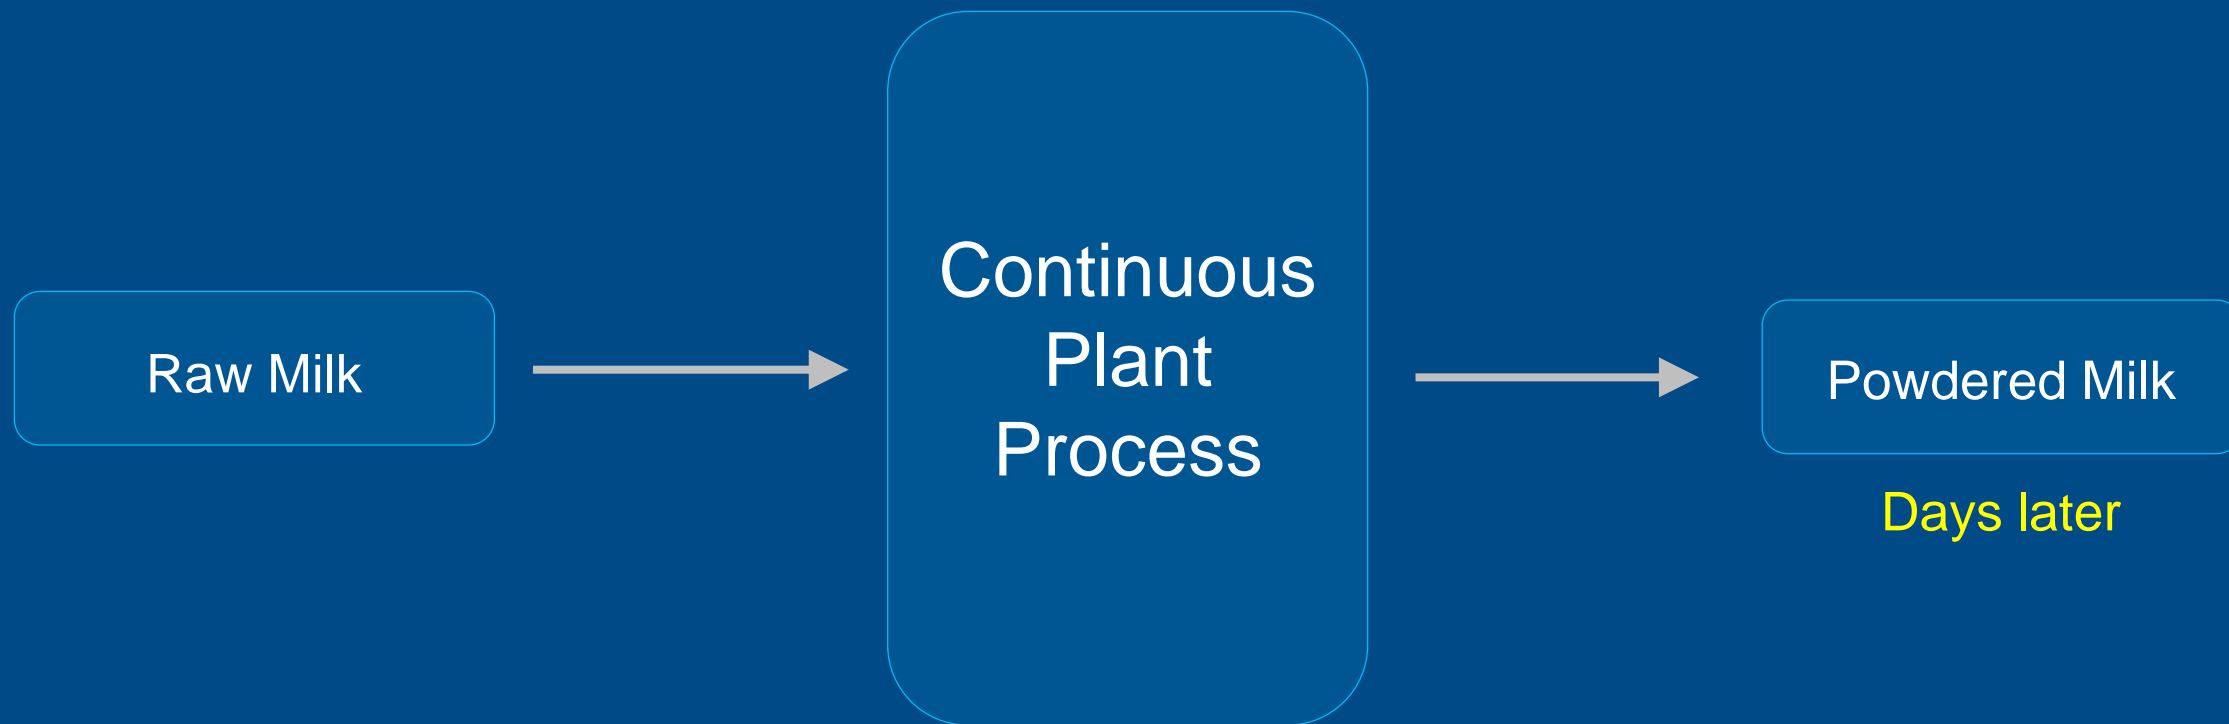 Raw Milk
Continuous
Plant
Process
Powdered Milk
Days later